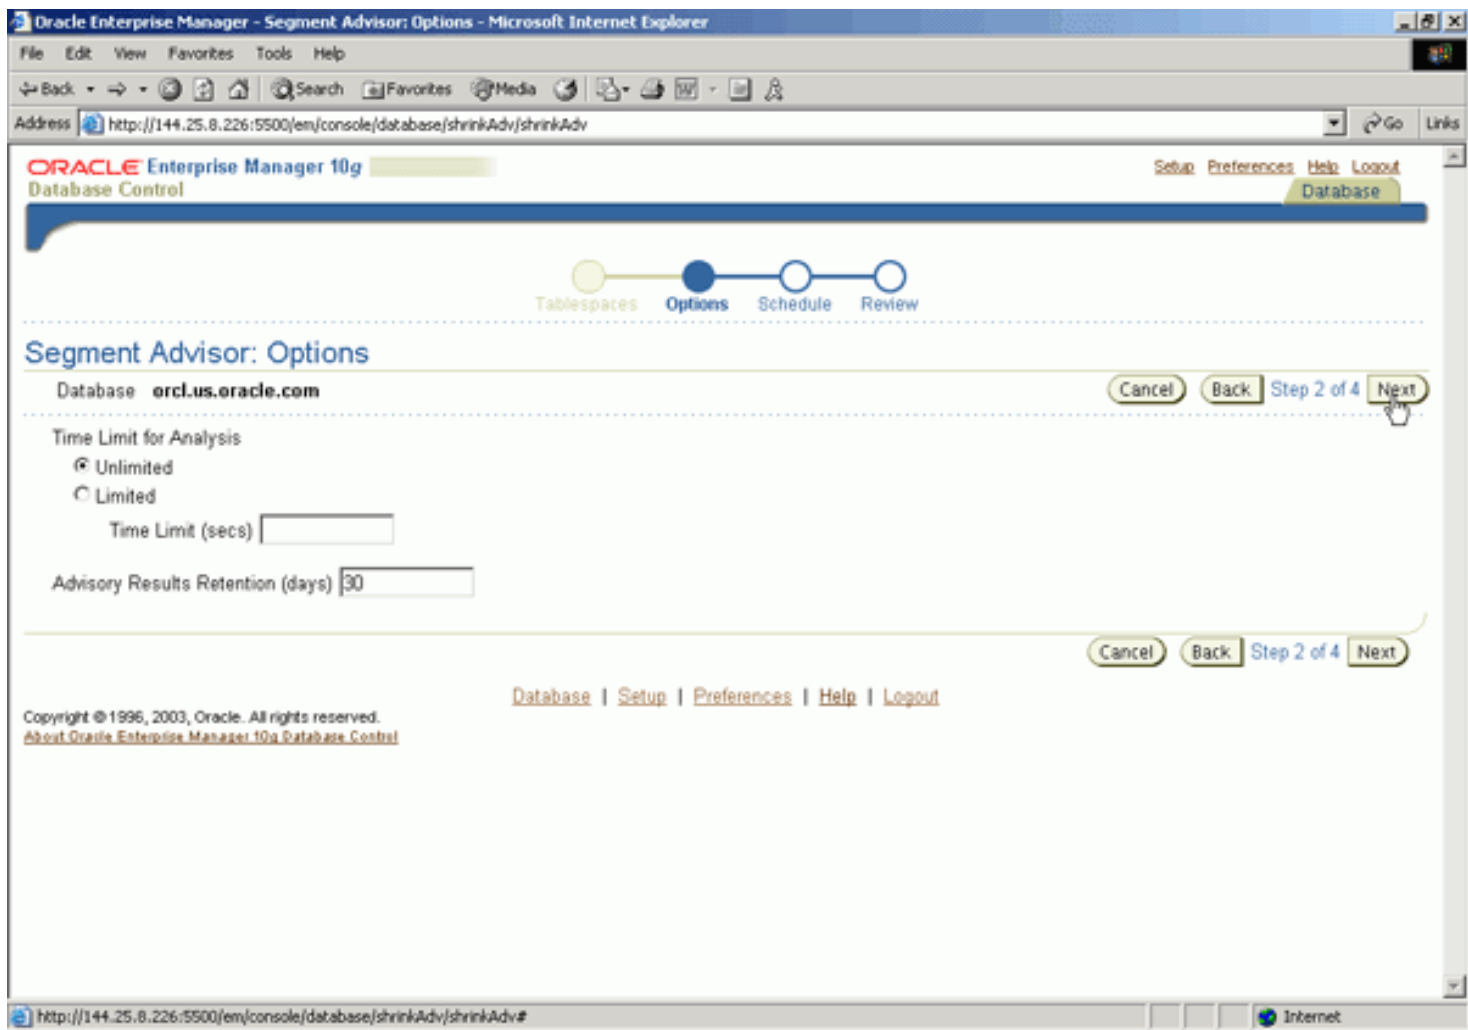 Oracle Enterprise Manager - Segment Advisor: Options - Microsoft Internet Explorer
File Edit View Favorites Tools Help
Back Search Favorites Media
Address http://144.25.8.226:5500/em/console/database/shrinkAdv/shrinkAdv Go Links
ORACLE Enterprise Manager 10g Setup Preferences Help Logout
Database Control Database
Tablespaces Options Schedule Review
Segment Advisor: Options
Database orcl.us.oracle.com Cancel Back Step 2 of 4 Next
Time Limit for Analysis
Unlimited
Limited
Time Limit (secs)
Advisory Results Retention (days) 30
Cancel Back Step 2 of 4 Next
Database | Setup | Preferences | Help | Logout
Copyright © 1996, 2003, Oracle. All rights reserved.
About Oracle Enterprise Manager 10g Database Control
http://144.25.8.226:5500/em/console/database/shrinkAdv/shrinkAdv# Internet